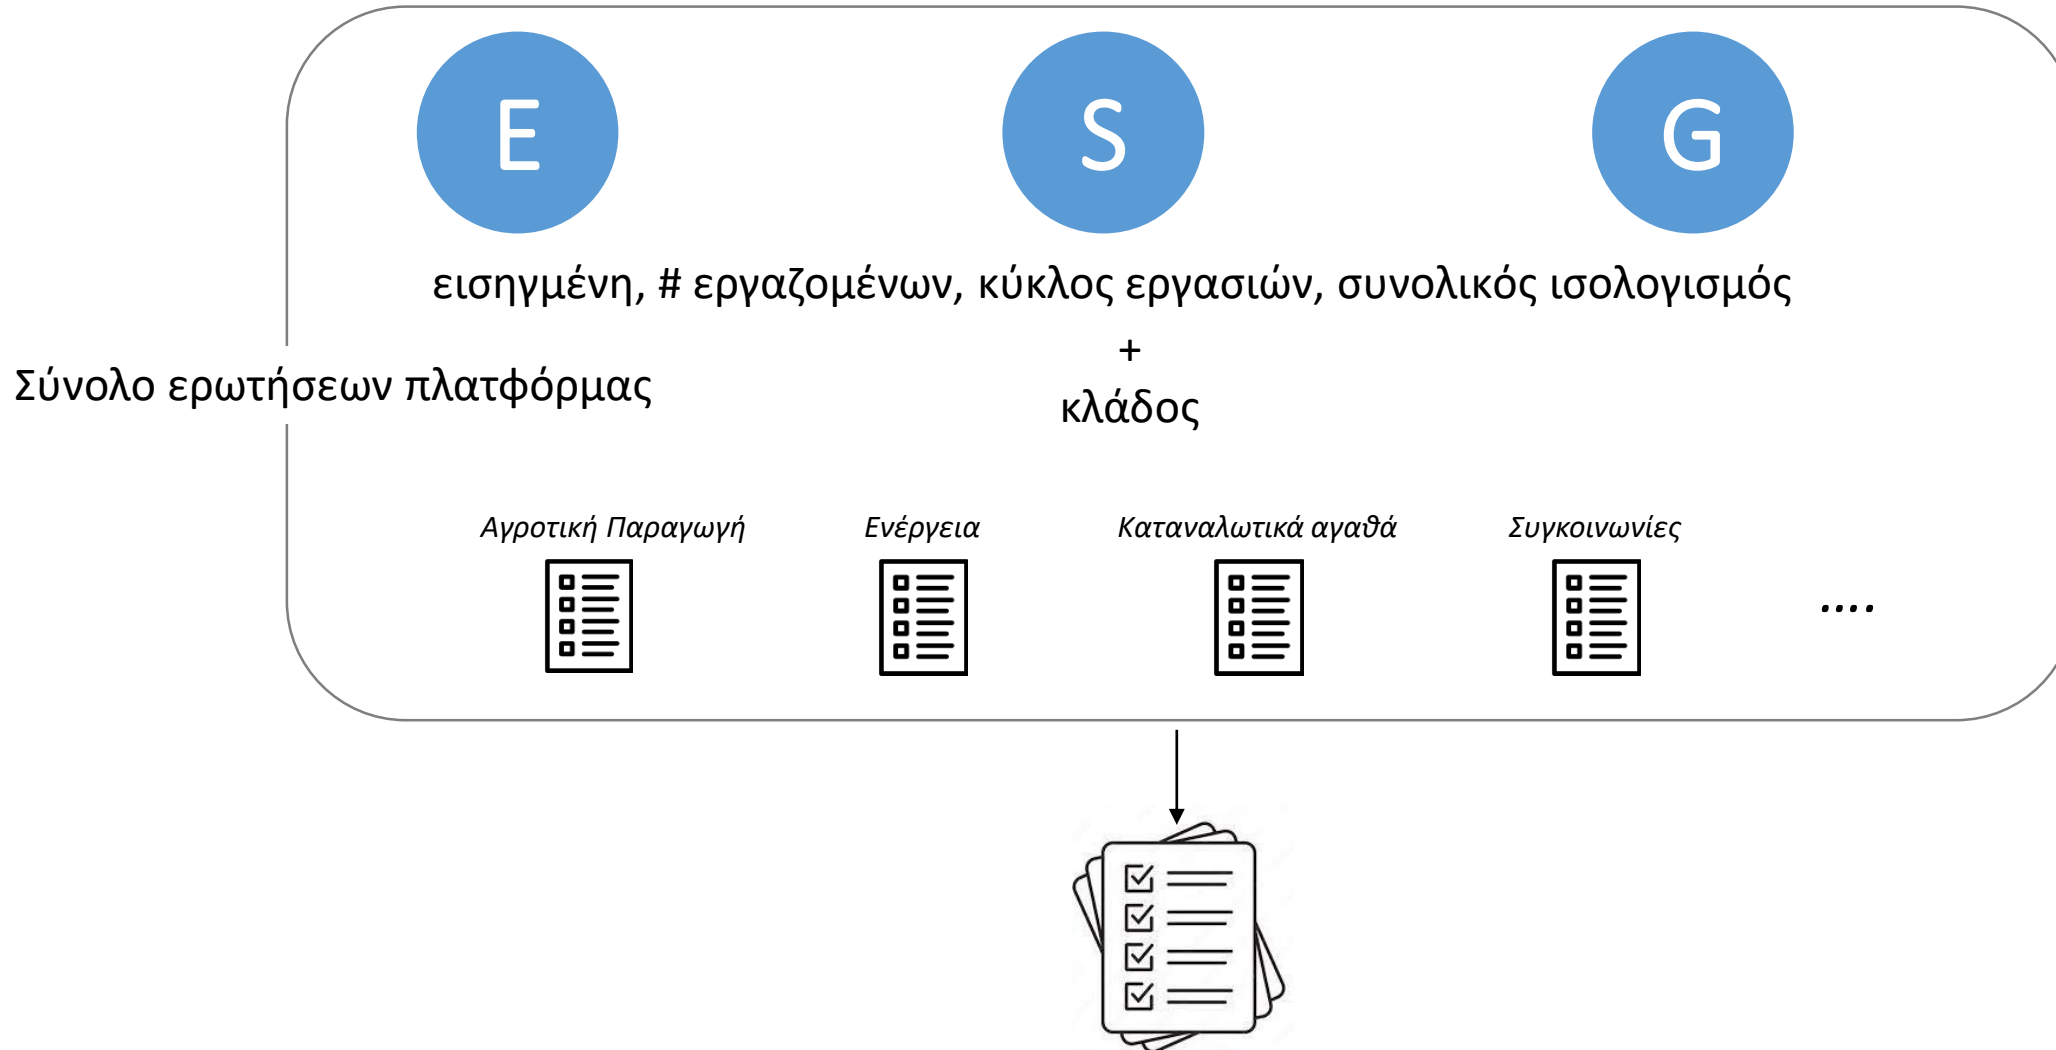 E
S
G
εισηγμένη, # εργαζομένων, κύκλος εργασιών, συνολικός ισολογισμός
+
κλάδος
Σύνολο ερωτήσεων πλατφόρμας
Αγροτική Παραγωγή
Ενέργεια
Καταναλωτικά αγαθά
Συγκοινωνίες
....